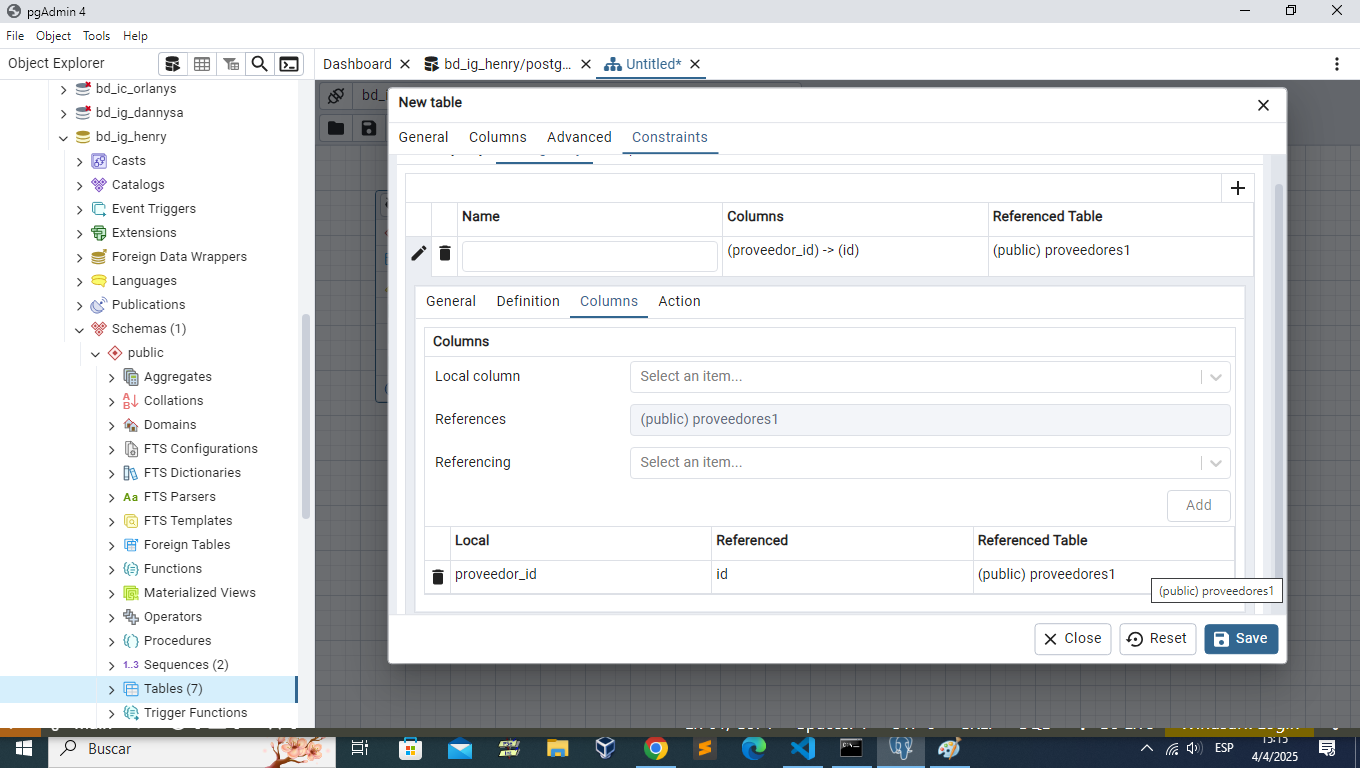 pgAdmin 4
File Object Tools Help
Object Explorer
Dashboard
bd_ig_henry/postg...
Untitled*
bd_ic_orlanys
bd_ig_dannysa
bd_ig_henry
Casts
Catalogs
Event Triggers
Extensions
Foreign Data Wrappers
Languages
Publications
Schemas (1)
public
Aggregates
Collations
Domains
FTS Configurations
FTS Dictionaries
Aa FTS Parsers
FTS Templates
Foreign Tables
Functions
Materialized Views
Operators
Procedures
1..3 Sequences (2)
Tables (7)
Trigger Functions
New table
General Columns Advanced Constraints
Name Columns Referenced Table
(proveedor_id) -> (id) (public) proveedores1
General Definition Columns Action
Columns
Local column Select an item...
References (public) proveedores1
Referencing Select an item...
Add
Local Referenced Referenced Table
proveedor_id id (public) proveedores1
(public) proveedores1
Close Reset Save
Buscar
ESP
13:15
4/4/2025